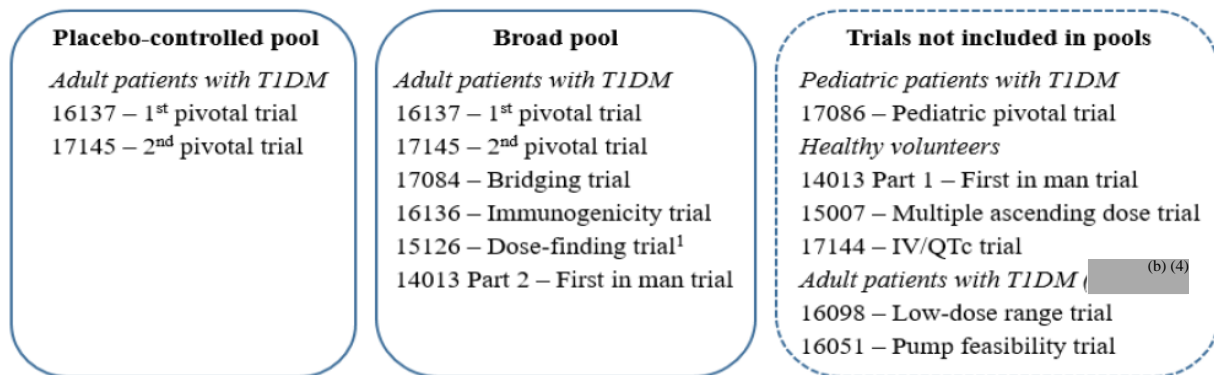 Placebo-controlled pool
Adult patients with T1DM
16137 – 1st pivotal trial
17145 – 2nd pivotal trial
Broad pool
Adult patients with T1DM
16137 – 1st pivotal trial
17145 – 2nd pivotal trial
17084 – Bridging trial
16136 – Immunogenicity trial
15126 – Dose-finding trial¹
14013 Part 2 – First in man trial
Trials not included in pools
Pediatric patients with T1DM
17086 – Pediatric pivotal trial
Healthy volunteers
14013 Part 1 – First in man trial
15007 – Multiple ascending dose trial
17144 – IV/QTc trial
Adult patients with T1DM ( (b) (4)
16098 – Low-dose range trial
16051 – Pump feasibility trial